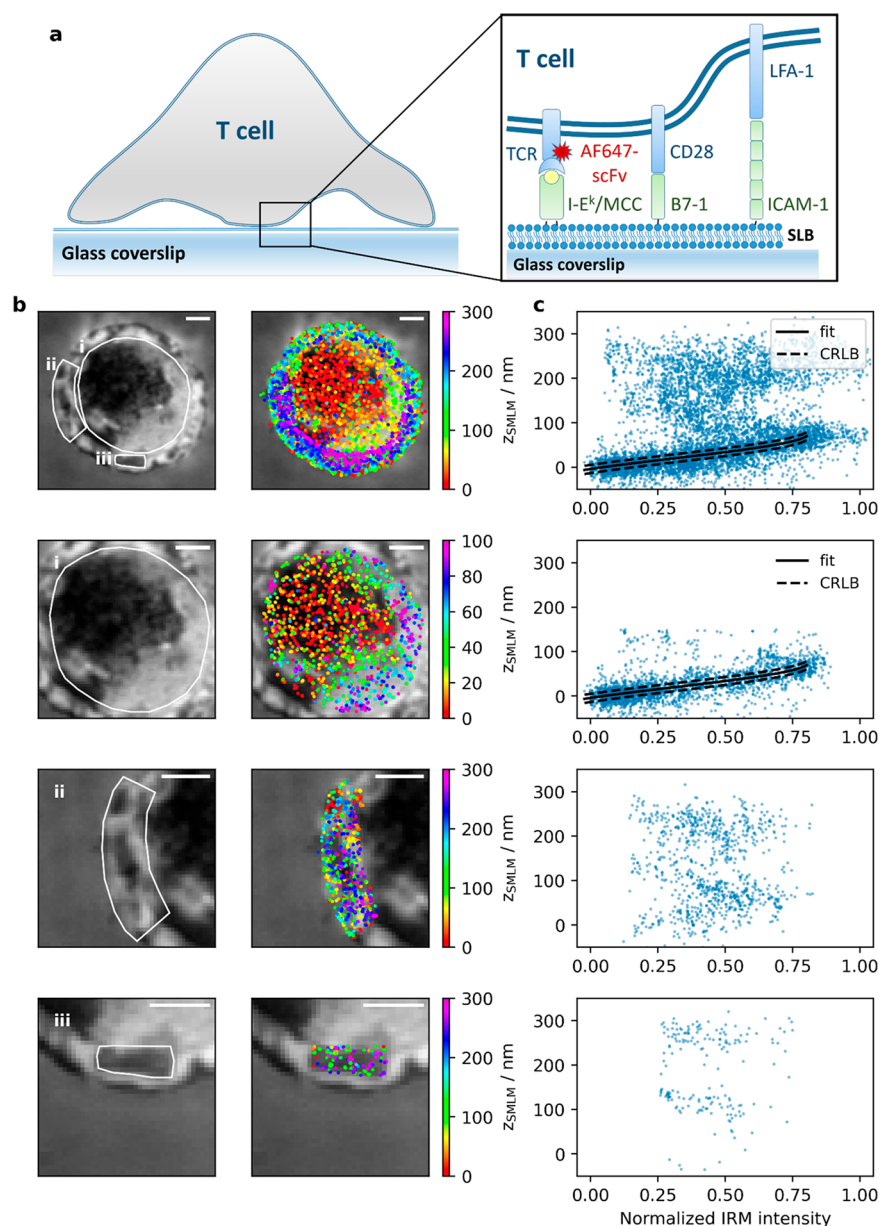 a
T cell
Glass coverslip
T cell
LFA-1
TCR
AF647-
scFv
CD28
I-Eᵏ/MCC
B7-1
ICAM-1
SLB
Glass coverslip
b
i
ii
iii
300
200
100
0
z_SMLM / nm
c
fit
CRLB
300
200
100
0
0.00 0.25 0.50 0.75 1.00
i
100
80
60
40
20
0
z_SMLM / nm
fit
CRLB
300
200
100
0
0.00 0.25 0.50 0.75 1.00
ii
300
200
100
0
z_SMLM / nm
300
200
100
0
0.00 0.25 0.50 0.75 1.00
iii
300
200
100
0
z_SMLM / nm
300
200
100
0
0.00 0.25 0.50 0.75 1.00
Normalized IRM intensity